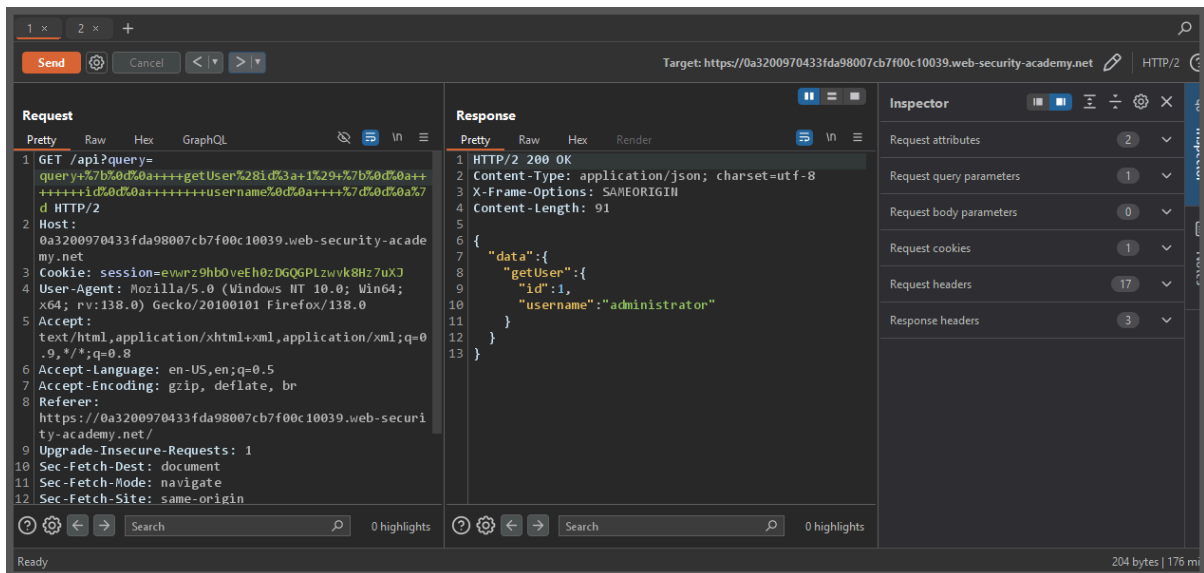 1 × 2 × +
Send Cancel < > Target: https://0a3200970433fda98007cb7f00c10039.web-security-academy.net HTTP/2
Request
Pretty Raw Hex GraphQL \n
1 GET /api?query=
query+%7b%0d%0a++++getUser%28id%3a+1%29+%7b%0d%0a++
++++++id%0d%0a++++++++username%0d%0a++++%7d%0d%0a%7
d HTTP/2
2 Host:
0a3200970433fda98007cb7f00c10039.web-security-acade
my.net
3 Cookie: session=evwrz9hbOveEh0zDGQGPLzwvk8Hz7uXJ
4 User-Agent: Mozilla/5.0 (Windows NT 10.0; Win64;
x64; rv:138.0) Gecko/20100101 Firefox/138.0
5 Accept:
text/html,application/xhtml+xml,application/xml;q=0
.9,*/*;q=0.8
6 Accept-Language: en-US,en;q=0.5
7 Accept-Encoding: gzip, deflate, br
8 Referer:
https://0a3200970433fda98007cb7f00c10039.web-securi
ty-academy.net/
9 Upgrade-Insecure-Requests: 1
10 Sec-Fetch-Dest: document
11 Sec-Fetch-Mode: navigate
12 Sec-Fetch-Site: same-origin
Search 0 highlights
Response
Pretty Raw Hex Render \n
1 HTTP/2 200 OK
2 Content-Type: application/json; charset=utf-8
3 X-Frame-Options: SAMEORIGIN
4 Content-Length: 91
5
6 {
7 "data":{
8 "getUser":{
9 "id":1,
10 "username":"administrator"
11 }
12 }
13 }
Search 0 highlights
Inspector
Request attributes 2
Request query parameters 1
Request body parameters 0
Request cookies 1
Request headers 17
Response headers 3
Ready
204 bytes | 176 mi